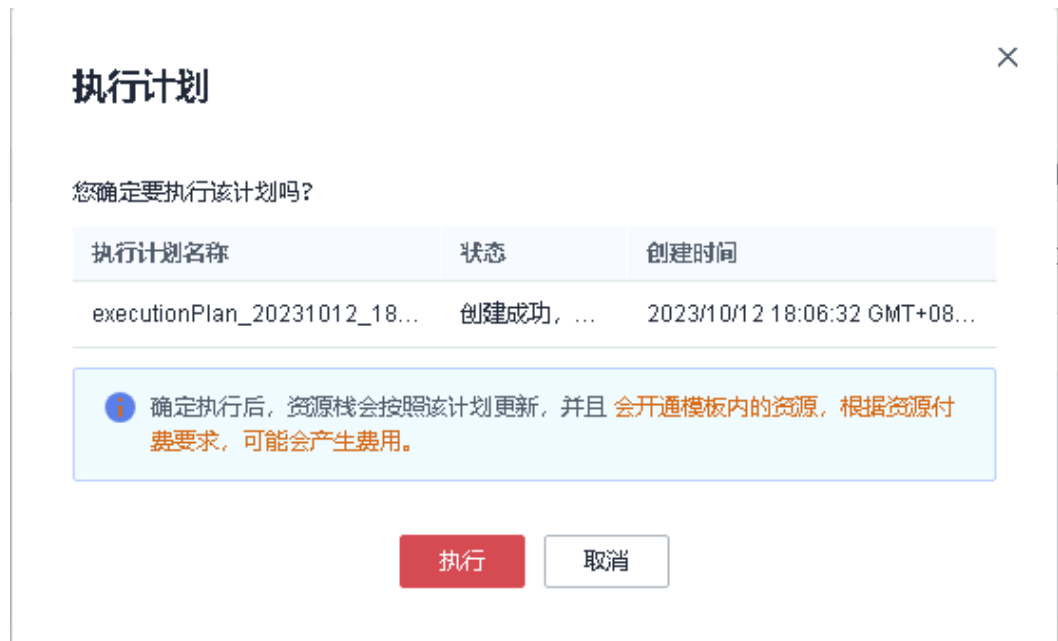 执行计划
您确定要执行该计划吗?
执行计划名称 状态 创建时间
executionPlan_20231012_18... 创建成功，... 2023/10/12 18:06:32 GMT+08...
确定执行后，资源栈会按照该计划更新，并且 会开通模板内的资源，根据资源付
费要求，可能会产生费用。
执行 取消